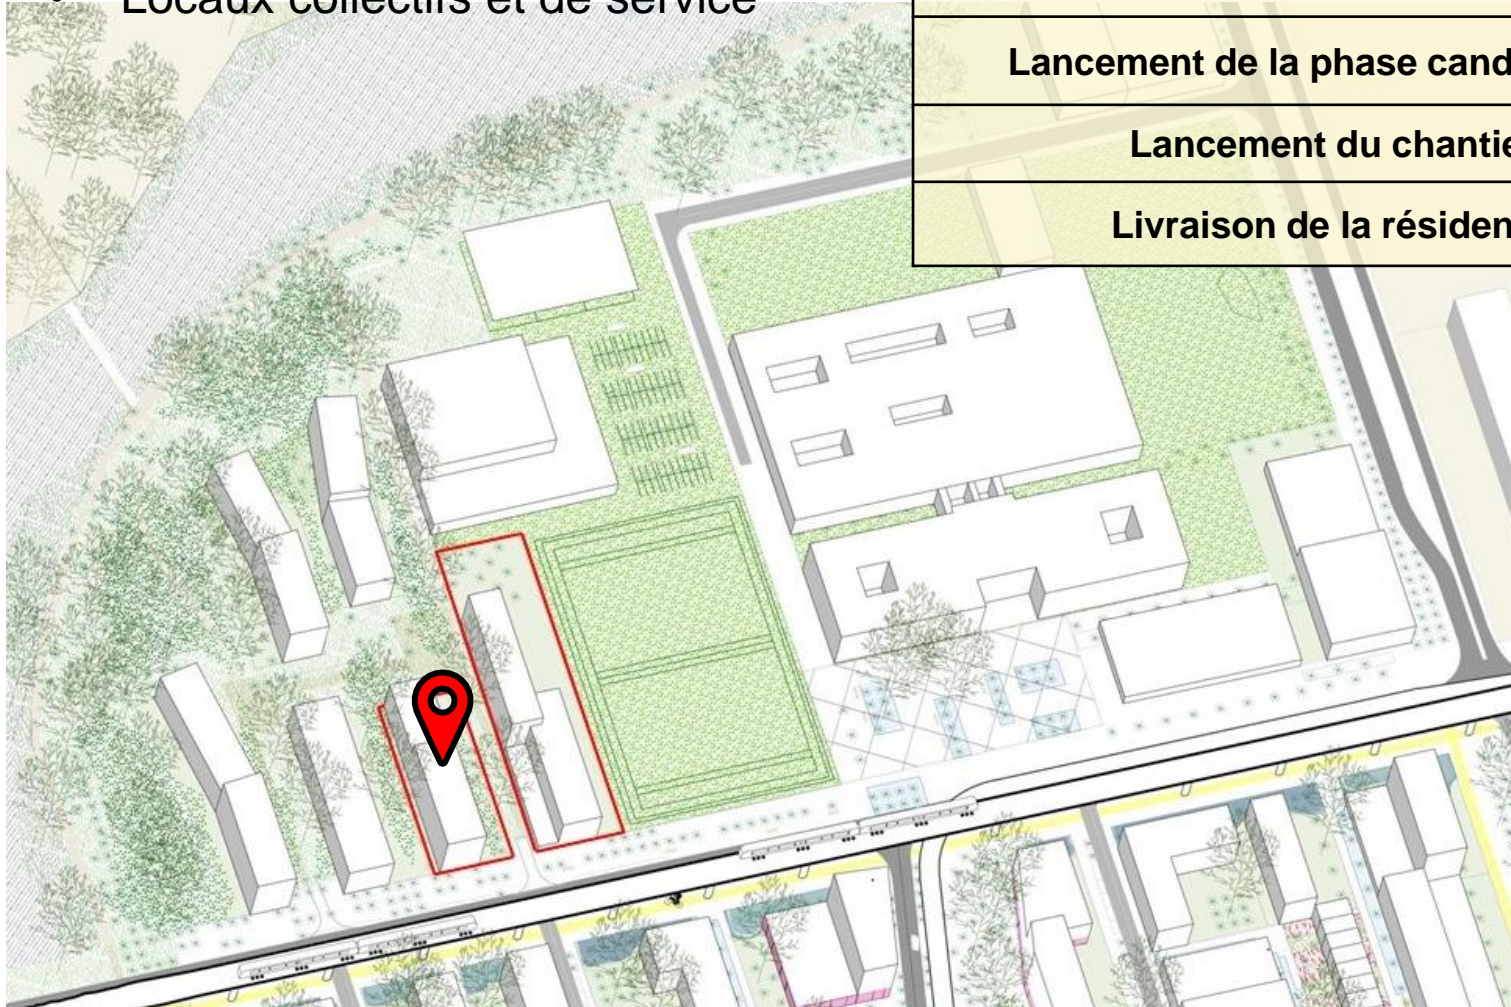 Locaux collectifs et de service
Lancement de la phase cand
Lancement du chantie
Livraison de la résiden